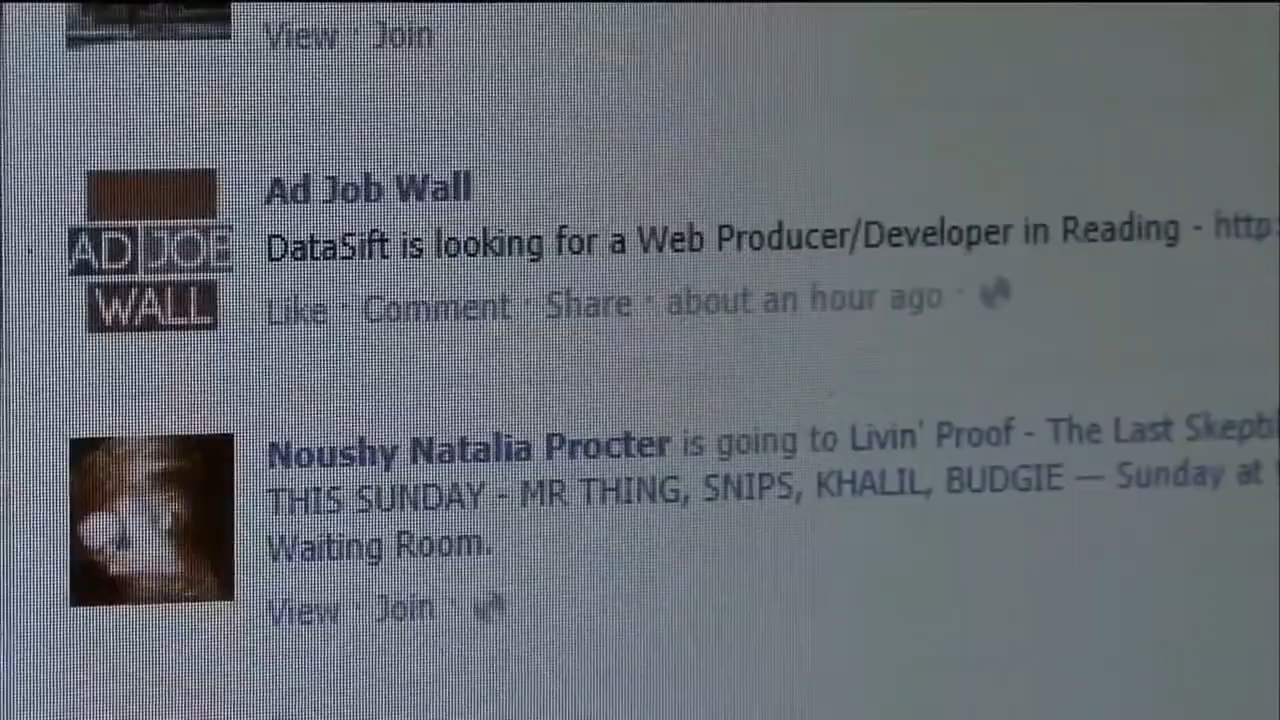 View · Join
Ad Job Wall
AD JOB
WALL
DataSift is looking for a Web Producer/Developer in Reading - http
Like · Comment · Share · about an hour ago ·
Noushy Natalia Procter is going to Livin' Proof - The Last Skepti
THIS SUNDAY - MR THING, SNIPS, KHALIL, BUDGIE — Sunday at
Waiting Room.
View · Join ·